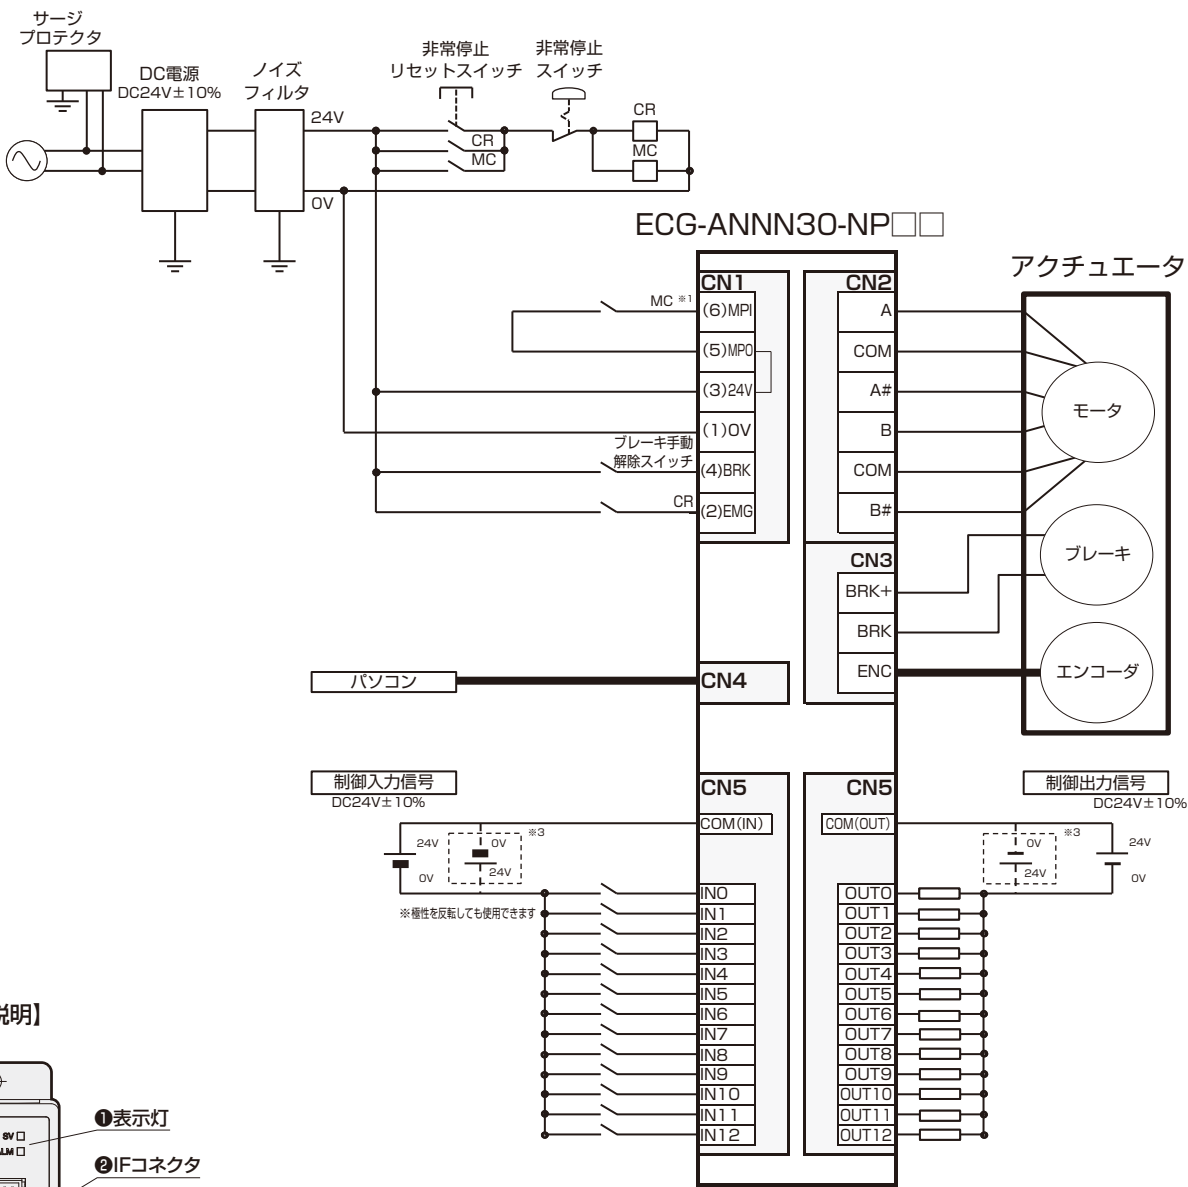 サージ
プロテクタ
DC電源
DC24V±10%
ノイズ
フィルタ
24V
0V
非常停止
リセットスイッチ
非常停止
スイッチ
CR
MC
CR
MC
ECG-ANNN30-NP□□
アクチュエータ
CN1
MC ※1
(6)MPI
(5)MPO
(3)24V
(1)0V
ブレーキ手動
解除スイッチ
(4)BRK
CR
(2)EMG
CN2
A
COM
A#
B
COM
B#
モータ
CN3
BRK+
BRK
ENC
ブレーキ
エンコーダ
パソコン
CN4
制御入力信号
DC24V±10%
CN5
COM(IN)
24V
0V
0V
24V
※3
※極性を反転しても使用できます
IN0
IN1
IN2
IN3
IN4
IN5
IN6
IN7
IN8
IN9
IN10
IN11
IN12
CN5
制御出力信号
DC24V±10%
COM(OUT)
0V
24V
※3
24V
0V
OUT0
OUT1
OUT2
OUT3
OUT4
OUT5
OUT6
OUT7
OUT8
OUT9
OUT10
OUT11
OUT12
説明】
SV
ALM
❶表示灯
❷IFコネクタ